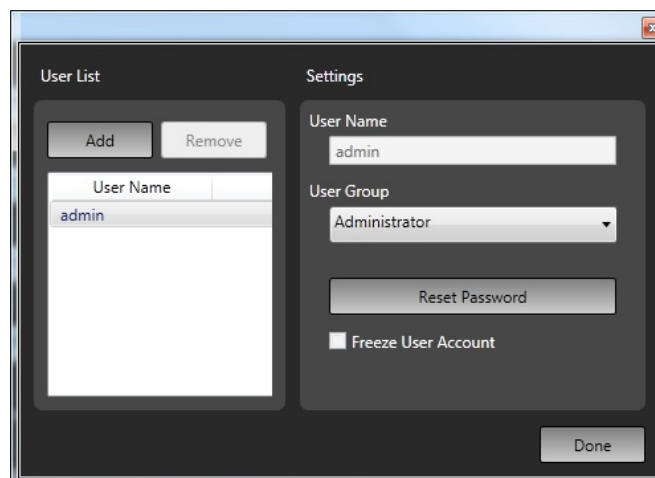 User List
Add
Remove
User Name
admin
Settings
User Name
admin
User Group
Administrator
Reset Password
Freeze User Account
Done